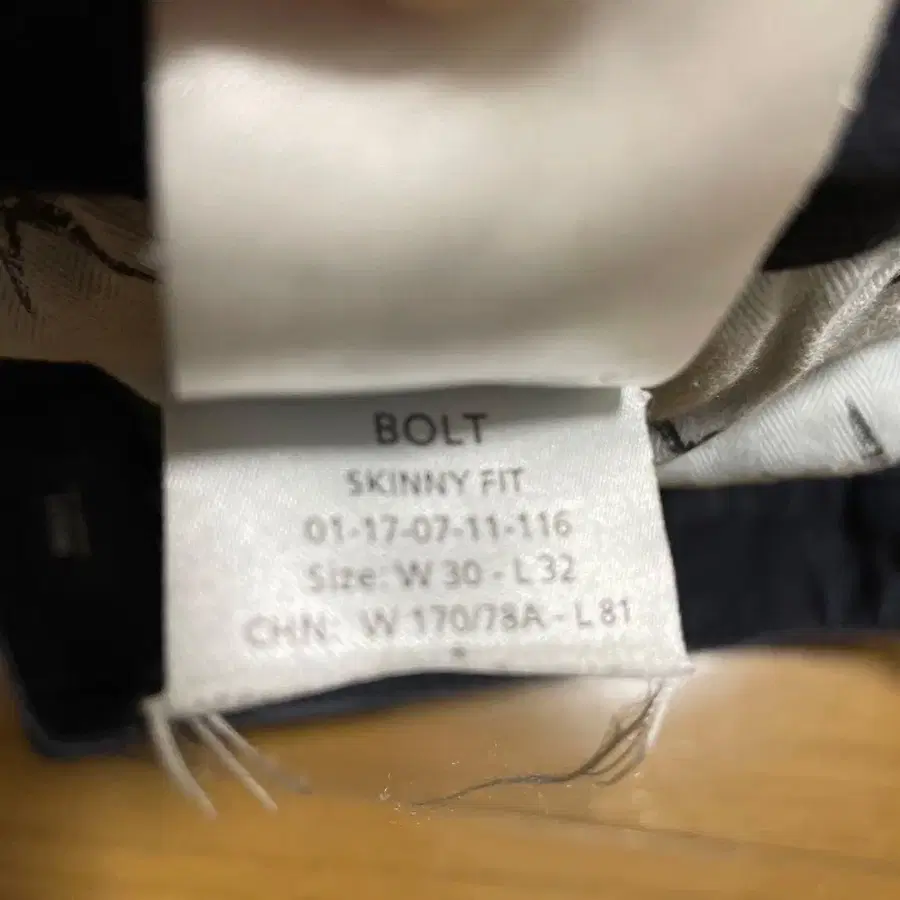 BOLT
SKINNY FIT
01-17-07-11-116
Size: W 30 - L 32
CHN: W 170/78A - L 81